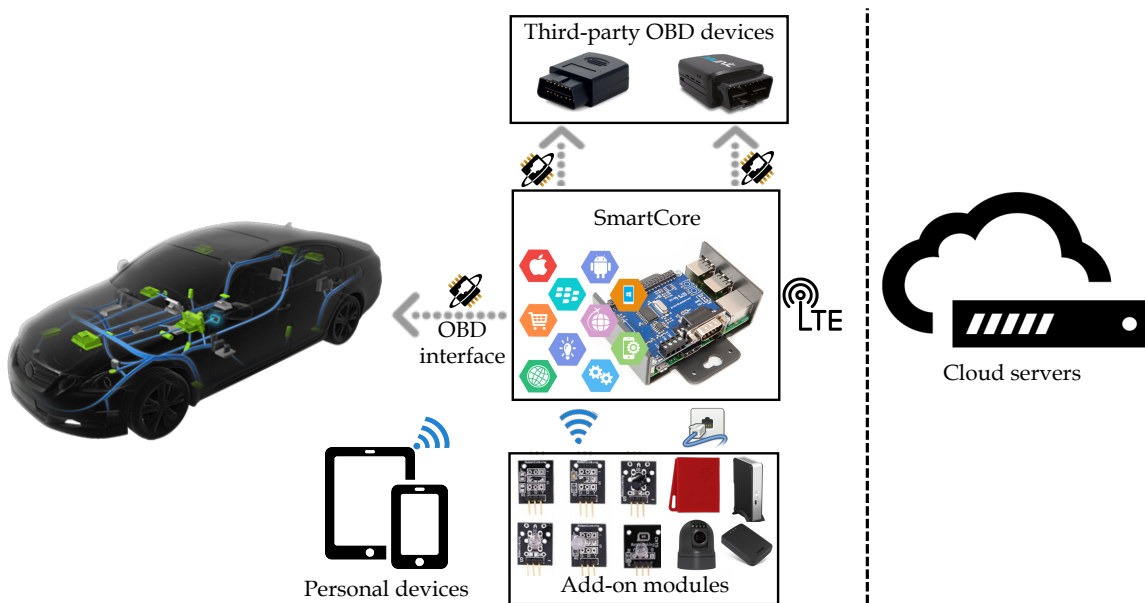 Third-party OBD devices
SmartCore
OBD
interface
LTE
Cloud servers
Personal devices
Add-on modules